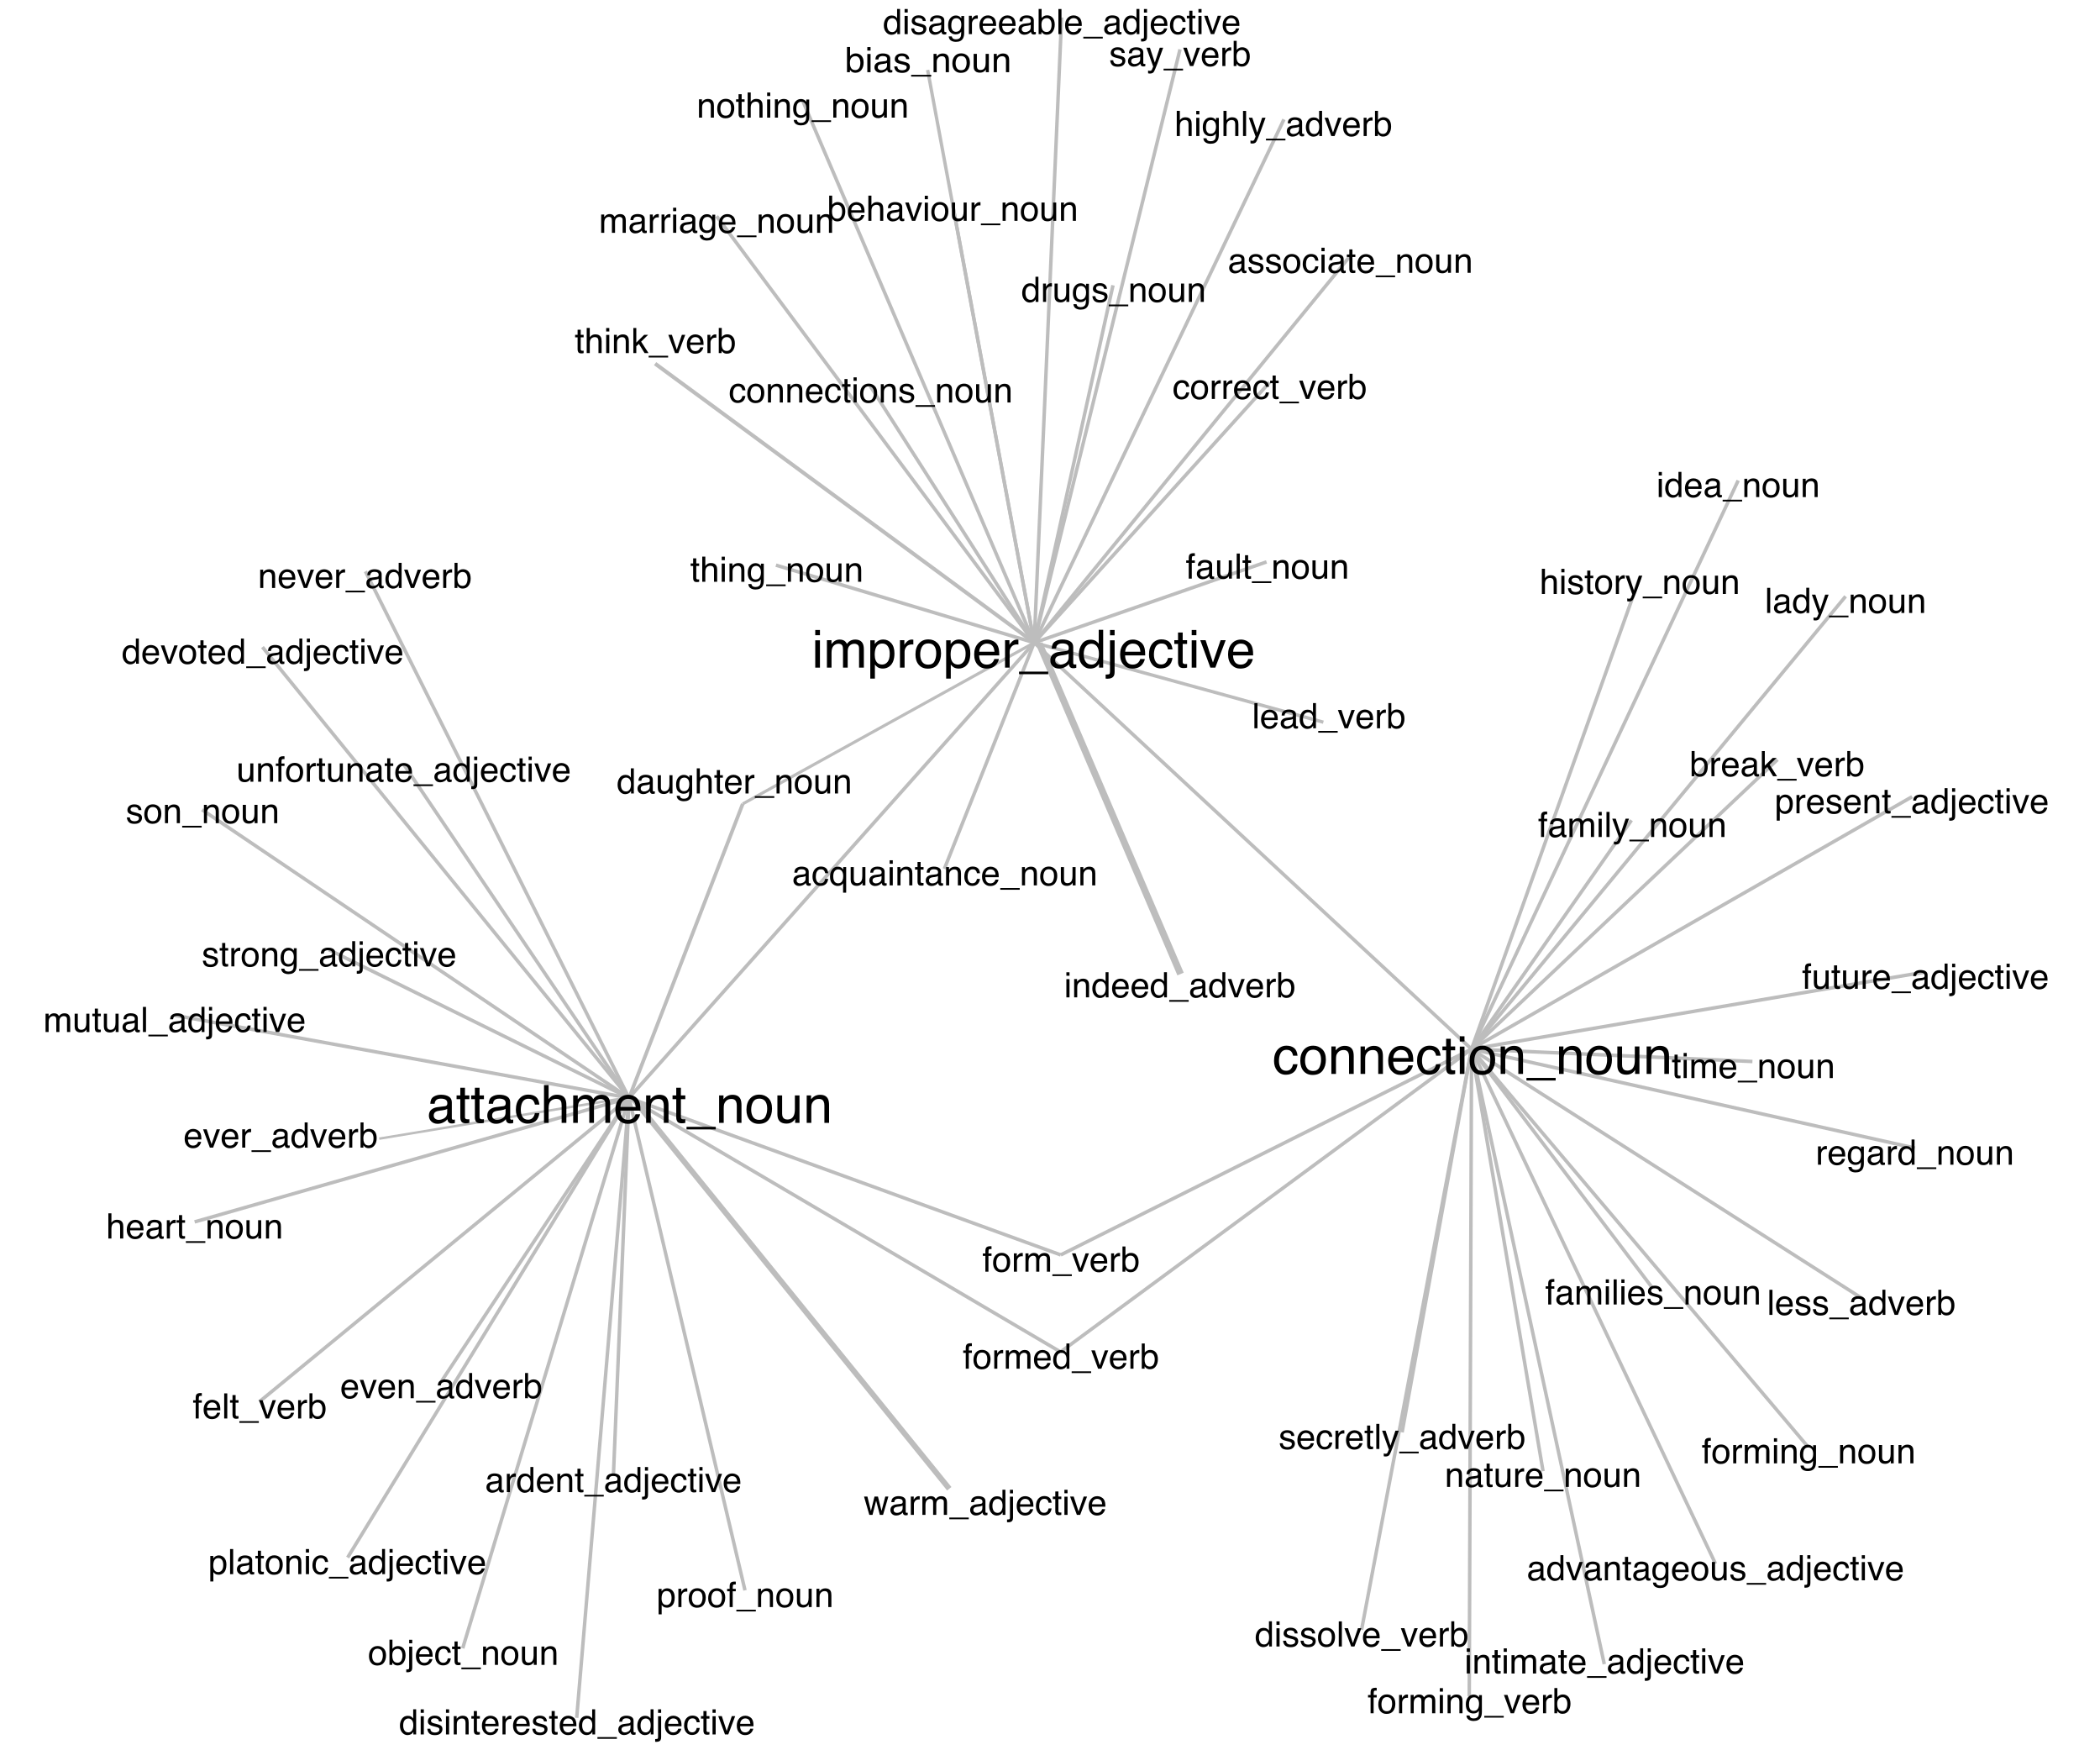 disagreeable_adjective
say_verb
bias_noun
nothing_noun
highly_adverb
behaviour_noun
marriage_noun
associate_noun
drugs_noun
think_verb
connections_noun
correct_verb
idea_noun
thing_noun
fault_noun
never_adverb
history_noun
lady_noun
improper_adjective
devoted_adjective
lead_verb
unfortunate_adjective
daughter_noun
break_verb
present_adjective
son_noun
family_noun
acquaintance_noun
strong_adjective
future_adjective
indeed_adverb
mutual_adjective
connection_noun
time_noun
attachment_noun
ever_adverb
regard_noun
heart_noun
form_verb
families_noun
less_adverb
formed_verb
even_adverb
felt_verb
secretly_adverb
forming_noun
nature_noun
ardent_adjective
warm_adjective
platonic_adjective
advantageous_adjective
proof_noun
dissolve_verb
object_noun
intimate_adjective
forming_verb
disinterested_adjective